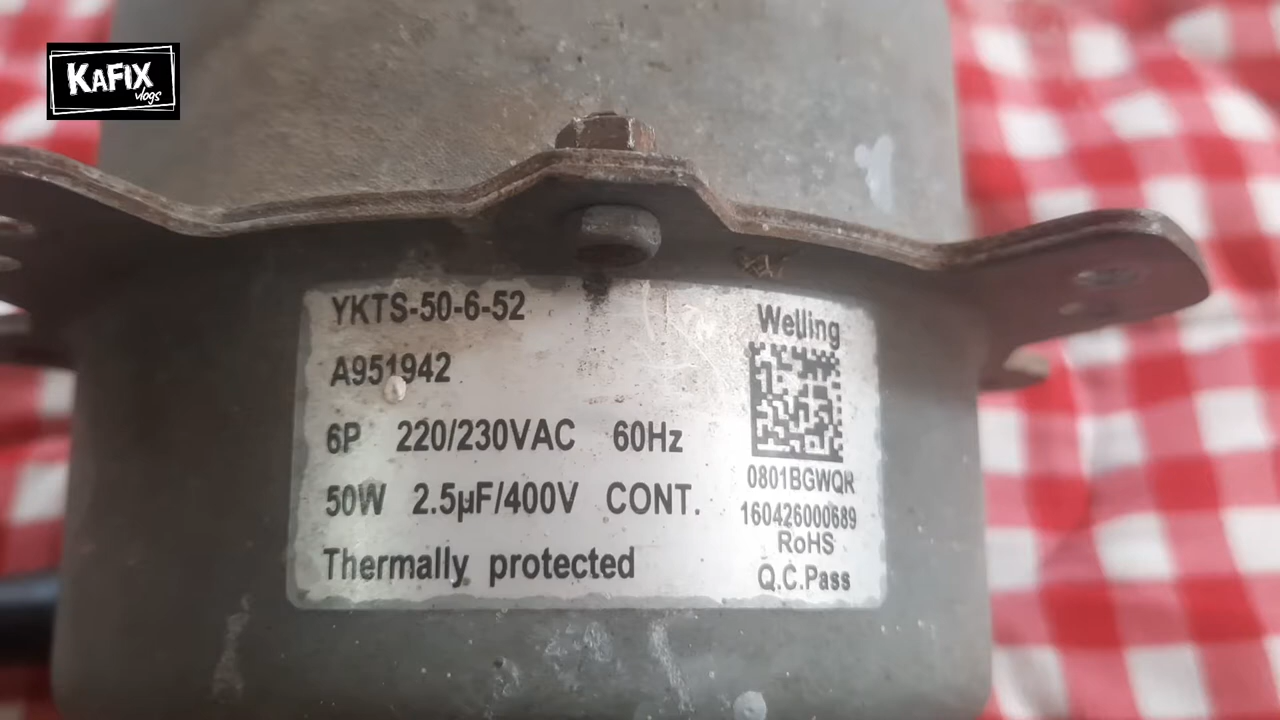 KAFIX
vlogs
YKTS-50-6-52
A951942
6P 220/230VAC 60Hz
50W 2.5µF/400V CONT.
Thermally protected
Welling
0801BGWQR
160426000689
RoHS
Q.C.Pass